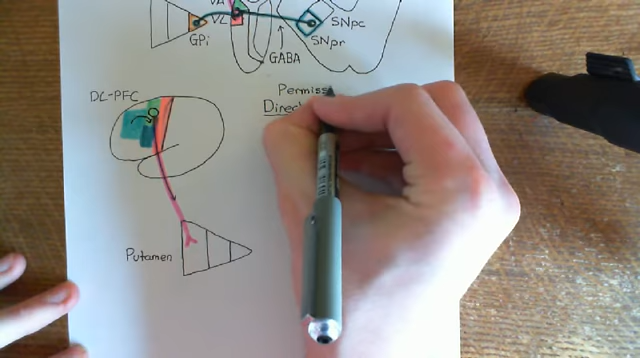 VA
VL
GPi
SNpc
SNpr
GABA
DL-PFC
Permiss
Direc
Putamen